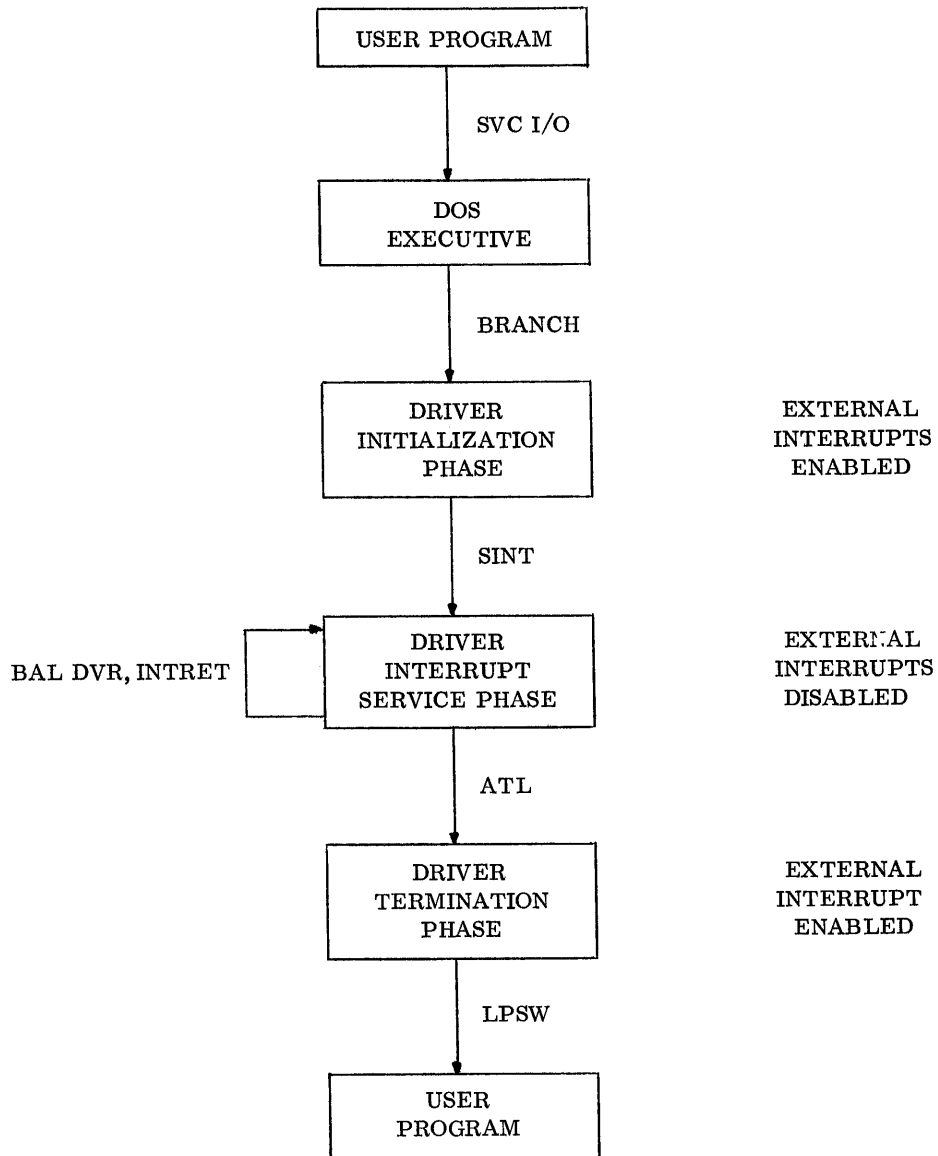 USER PROGRAM
SVC I/O
DOS
EXECUTIVE
BRANCH
DRIVER
INITIALIZATION
PHASE
EXTERNAL
INTERRUPTS
ENABLED
SINT
BAL DVR, INTRET
DRIVER
INTERRUPT
SERVICE PHASE
EXTERNAL
INTERRUPTS
DISABLED
ATL
DRIVER
TERMINATION
PHASE
EXTERNAL
INTERRUPT
ENABLED
LPSW
USER
PROGRAM